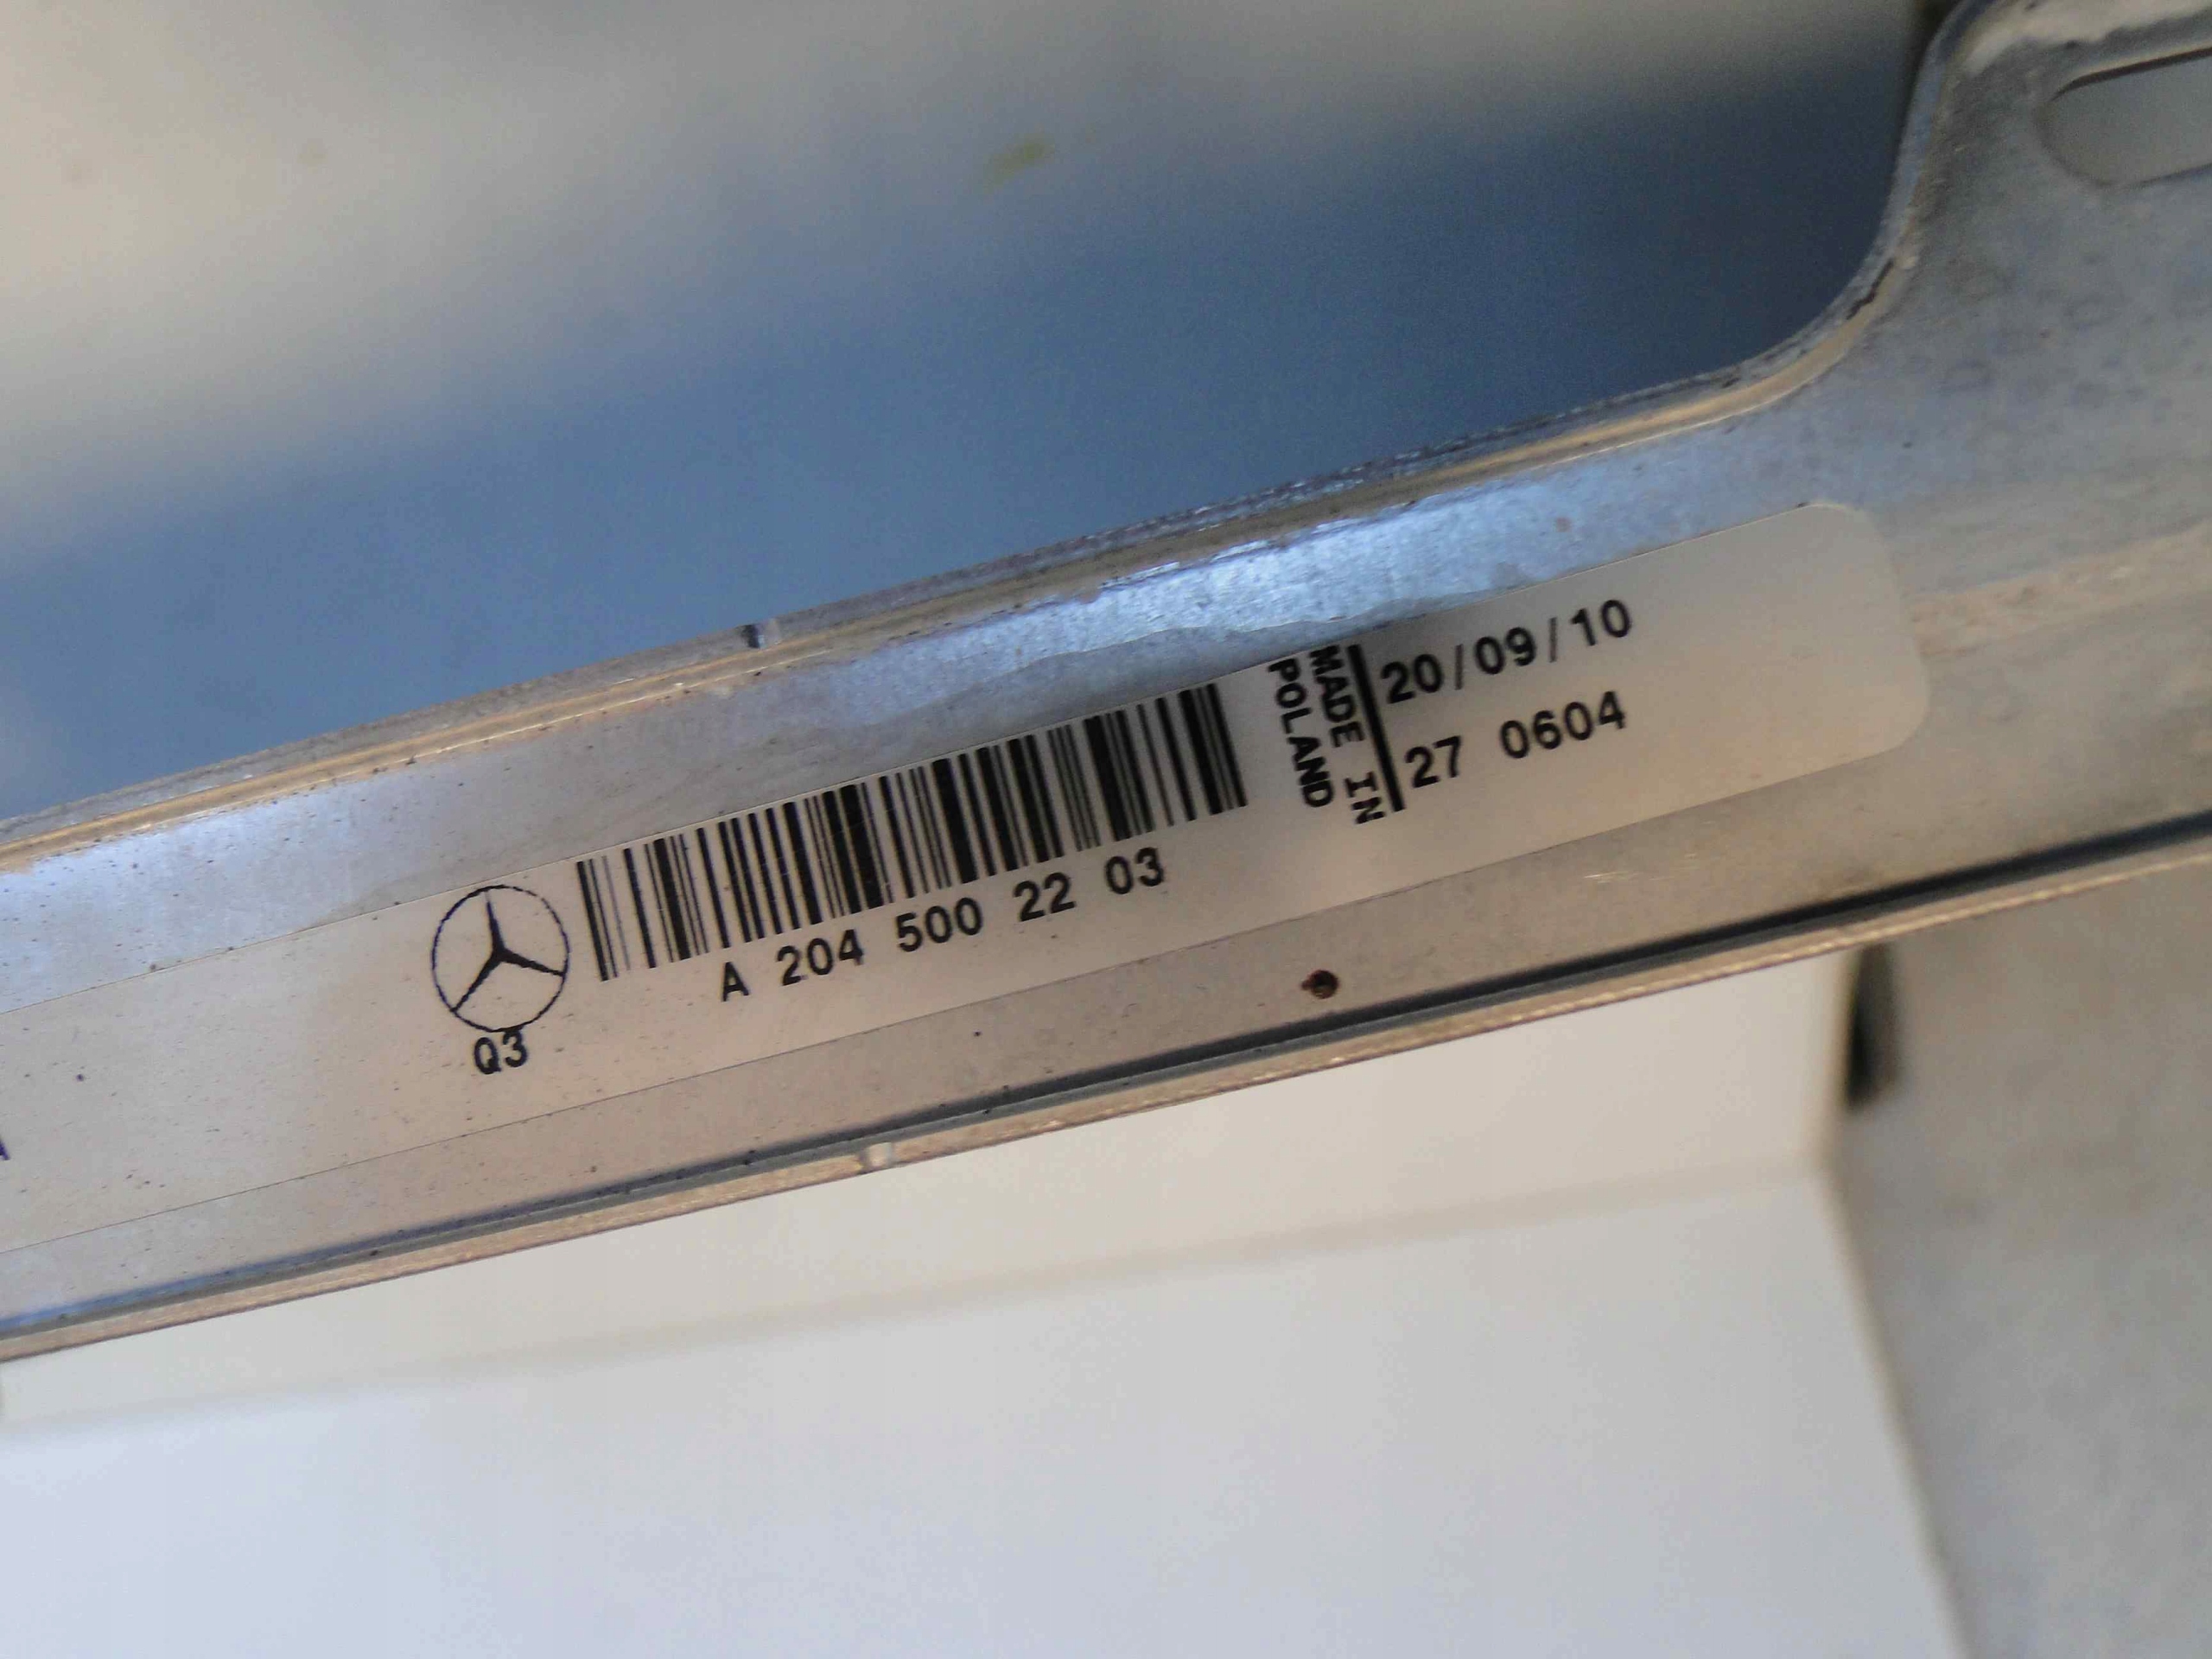 Q3
A 204 500 22 03
MADE IN
POLAND
20/09/10
27 0604